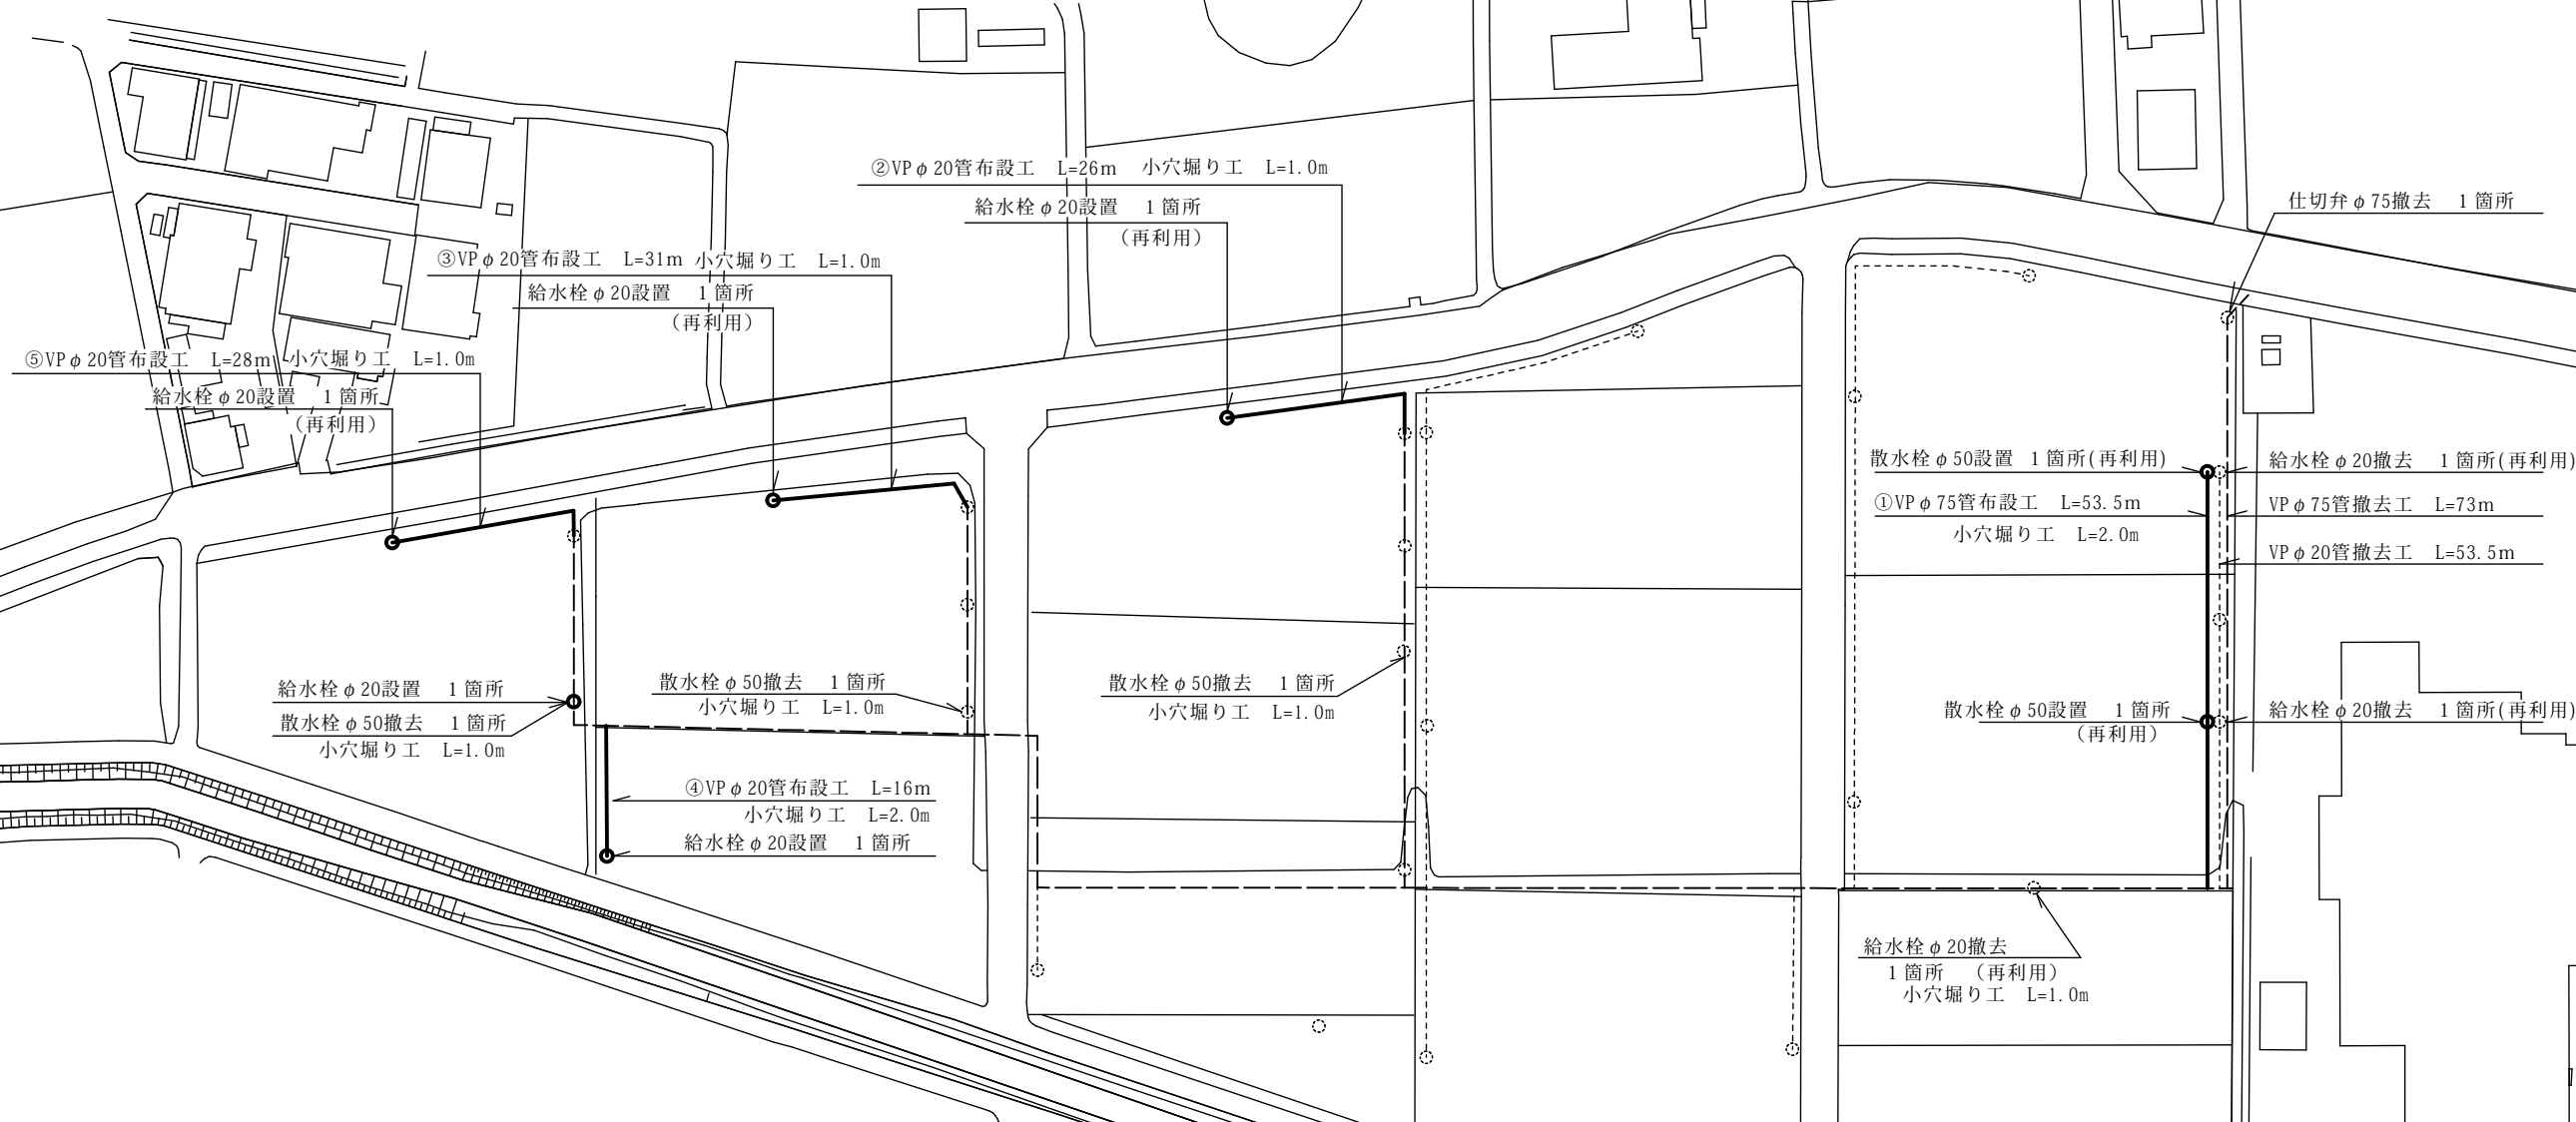 ②VPφ20管布設工 L=26m 小穴堀り工 L=1.0m
給水栓φ20設置 1箇所
（再利用）
仕切弁φ75撤去 1箇所
③VPφ20管布設工 L=31m 小穴堀り工 L=1.0m
給水栓φ20設置 1箇所
（再利用）
⑤VPφ20管布設工 L=28m 小穴堀り工 L=1.0m
給水栓φ20設置 1箇所
（再利用）
散水栓φ50設置 1箇所(再利用)
給水栓φ20撤去 1箇所(再利用)
①VPφ75管布設工 L=53.5m
小穴堀り工 L=2.0m
VPφ75管撤去工 L=73m
VPφ20管撤去工 L=53.5m
給水栓φ20設置 1箇所
散水栓φ50撤去 1箇所
小穴堀り工 L=1.0m
散水栓φ50撤去 1箇所
小穴堀り工 L=1.0m
散水栓φ50撤去 1箇所
小穴堀り工 L=1.0m
散水栓φ50設置 1箇所
（再利用）
給水栓φ20撤去 1箇所(再利用)
④VPφ20管布設工 L=16m
小穴堀り工 L=2.0m
給水栓φ20設置 1箇所
給水栓φ20撤去
1箇所 （再利用）
小穴堀り工 L=1.0m